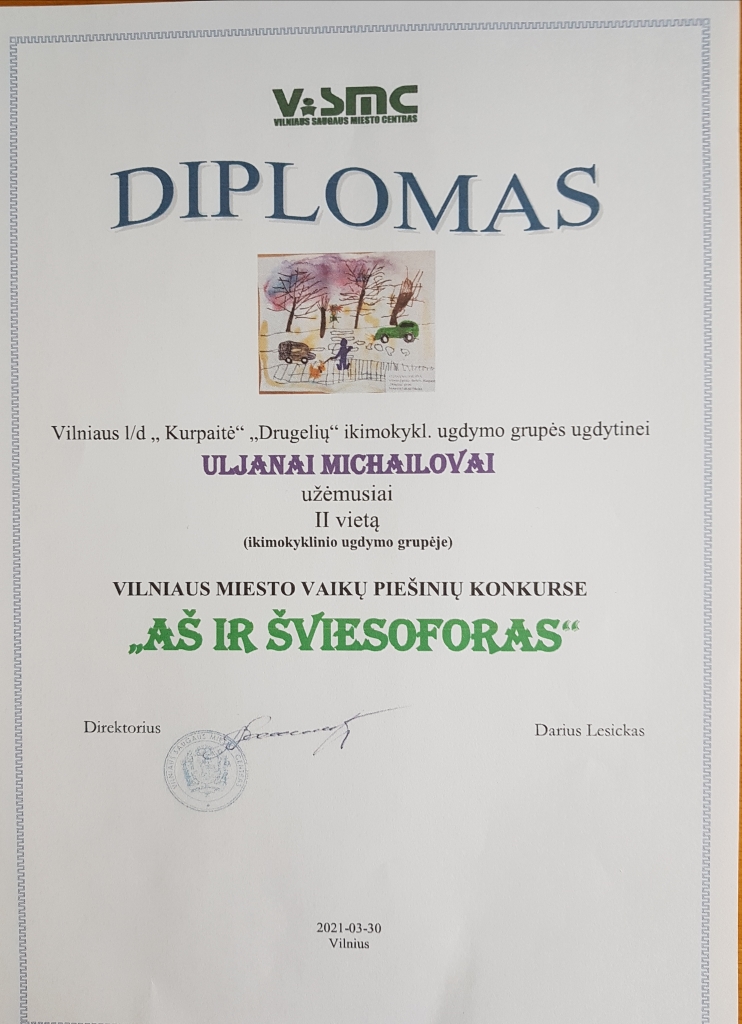 ViSMC
VILNIAUS SAUGAUS MIESTO CENTRAS
DIPLOMAS
Vilniaus l/d „ Kurpaitė“ „Drugelių“ ikimokykl. ugdymo grupės ugdytinei
ULJANAI MICHAILOVAI
užėmusiai
II vietą
(ikimokyklinio ugdymo grupėje)
VILNIAUS MIESTO VAIKŲ PIEŠINIŲ KONKURSE
„AŠ IR ŠVIESOFORAS“
Direktorius
Darius Lesickas
2021-03-30
Vilnius